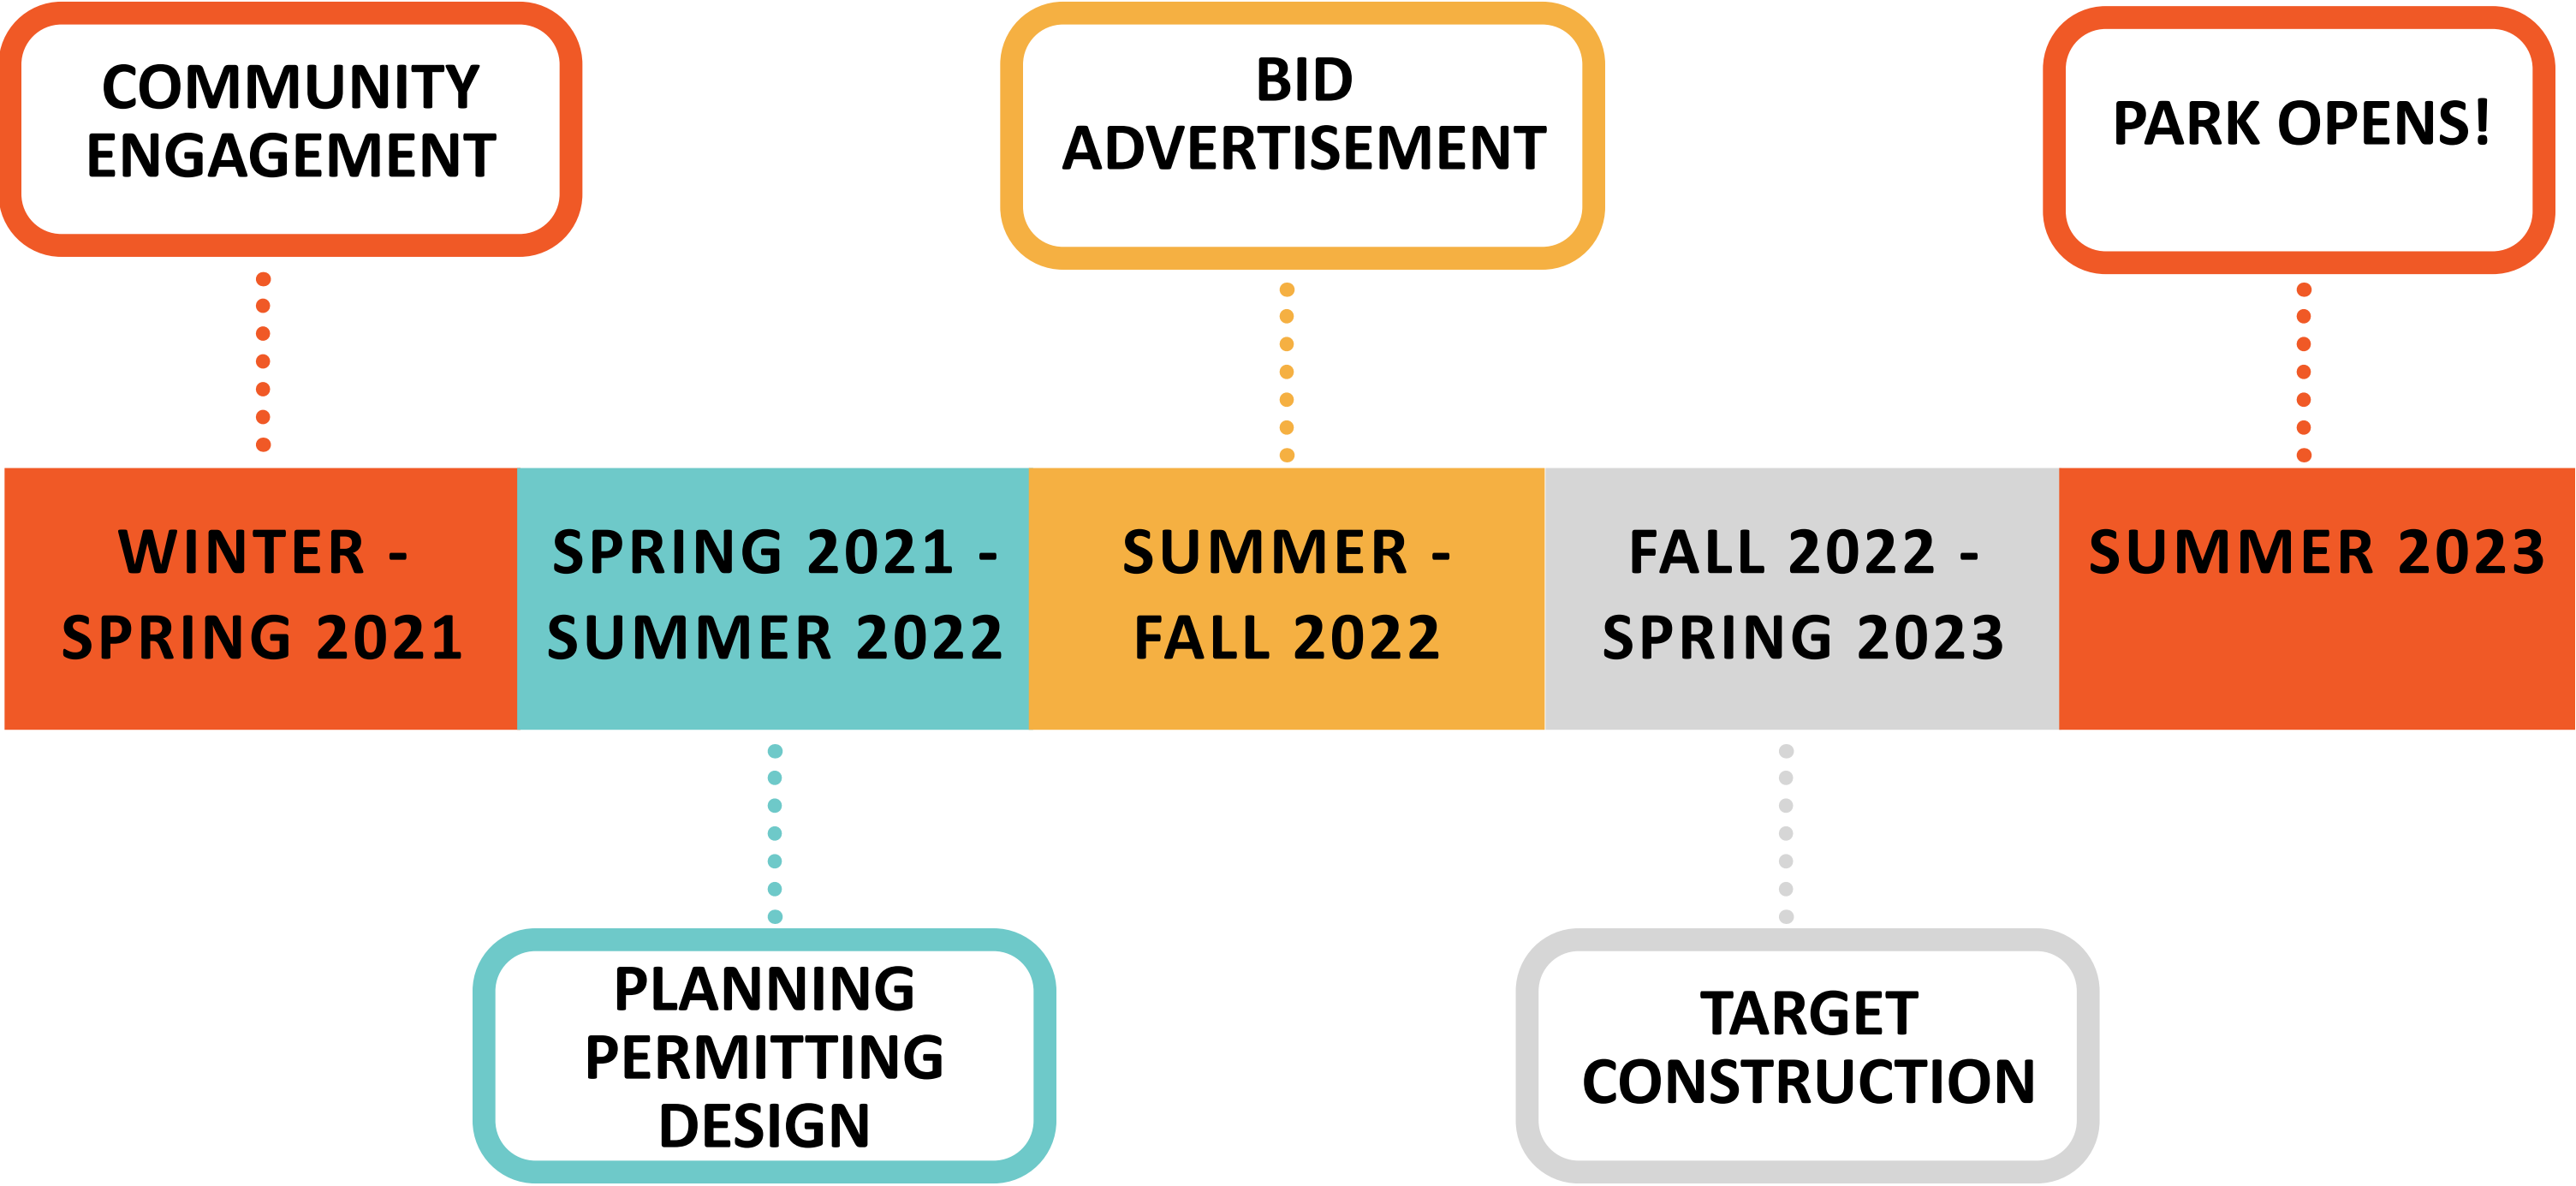 COMMUNITY
ENGAGEMENT
BID
ADVERTISEMENT
PARK OPENS!
WINTER -
SPRING 2021
SPRING 2021 -
SUMMER 2022
SUMMER -
FALL 2022
FALL 2022 -
SPRING 2023
SUMMER 2023
PLANNING
PERMITTING
DESIGN
TARGET
CONSTRUCTION